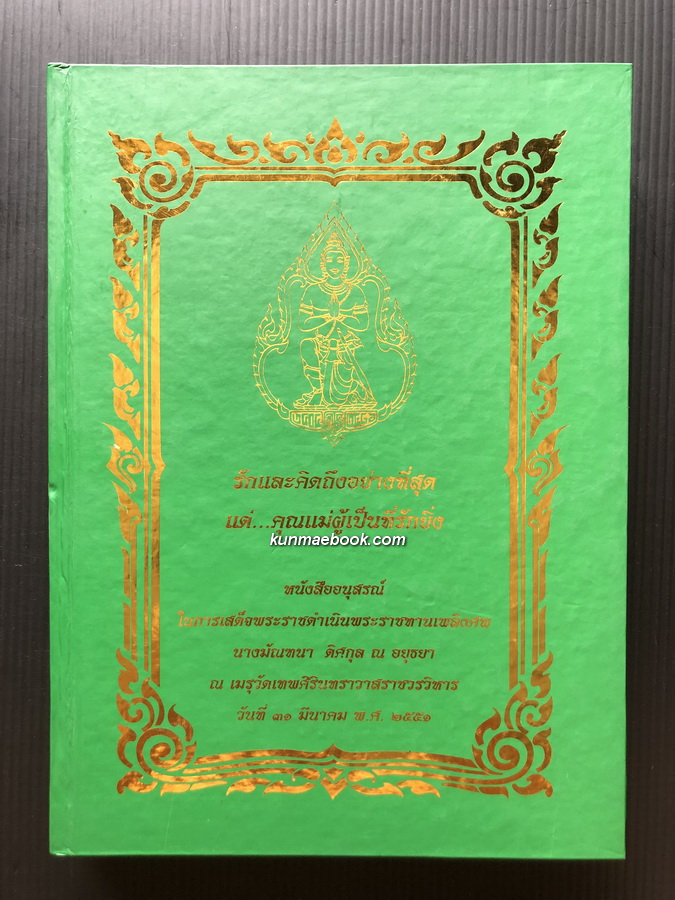 รักและคิดถึงอย่างที่สุด
แด่...คุณแม่ผู้เป็นที่รักยิ่ง
kunmaebook.com
หนังสืออนุสรณ์
ในการเสด็จพระราชดำเนินพระราชทานเพลิงศพ
นางมัณฑนา ดิศกุล ณ อยุธยา
ณ เมรุวัดเทพศิรินทราวาสราชวรวิหาร
วันที่ ๓๑ มีนาคม พ.ศ. ๒๕๕๑